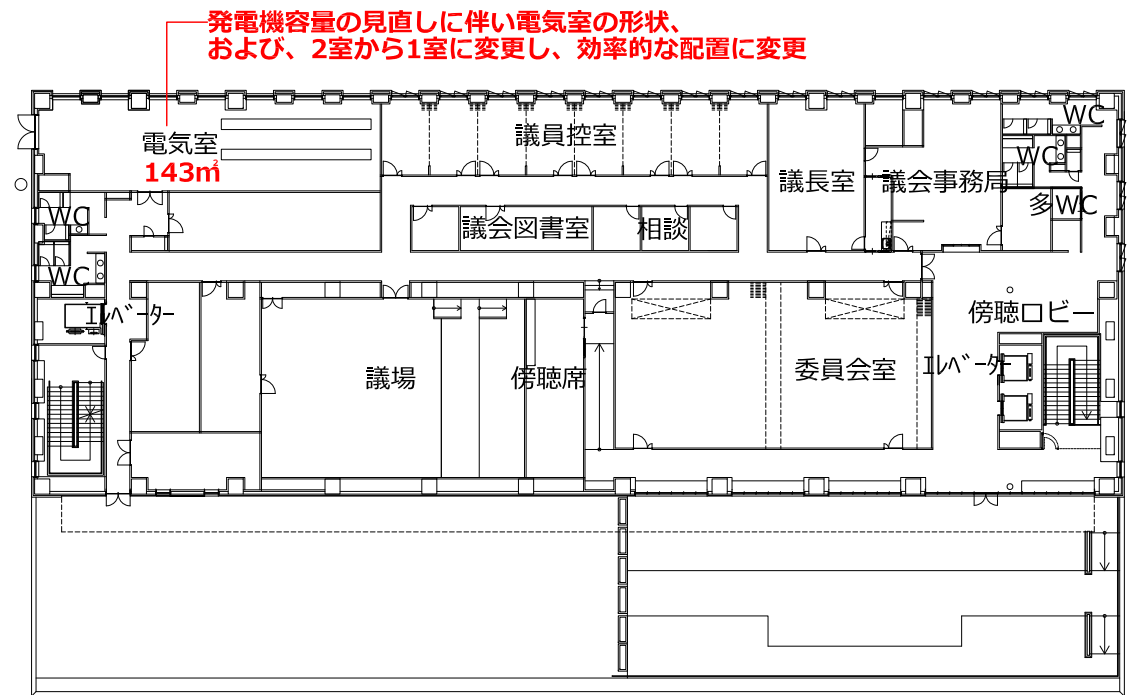 発電機容量の見直しに伴い電気室の形状、
および、2室から1室に変更し、効率的な配置に変更
電気室
143㎡
議員控室
議長室
議会事務局
WC
WC
多WC
WC
WC
議会図書室
相談
ｴﾚﾍﾞｰﾀｰ
議場
傍聴席
委員会室
傍聴ロビー
ｴﾚﾍﾞｰﾀｰ